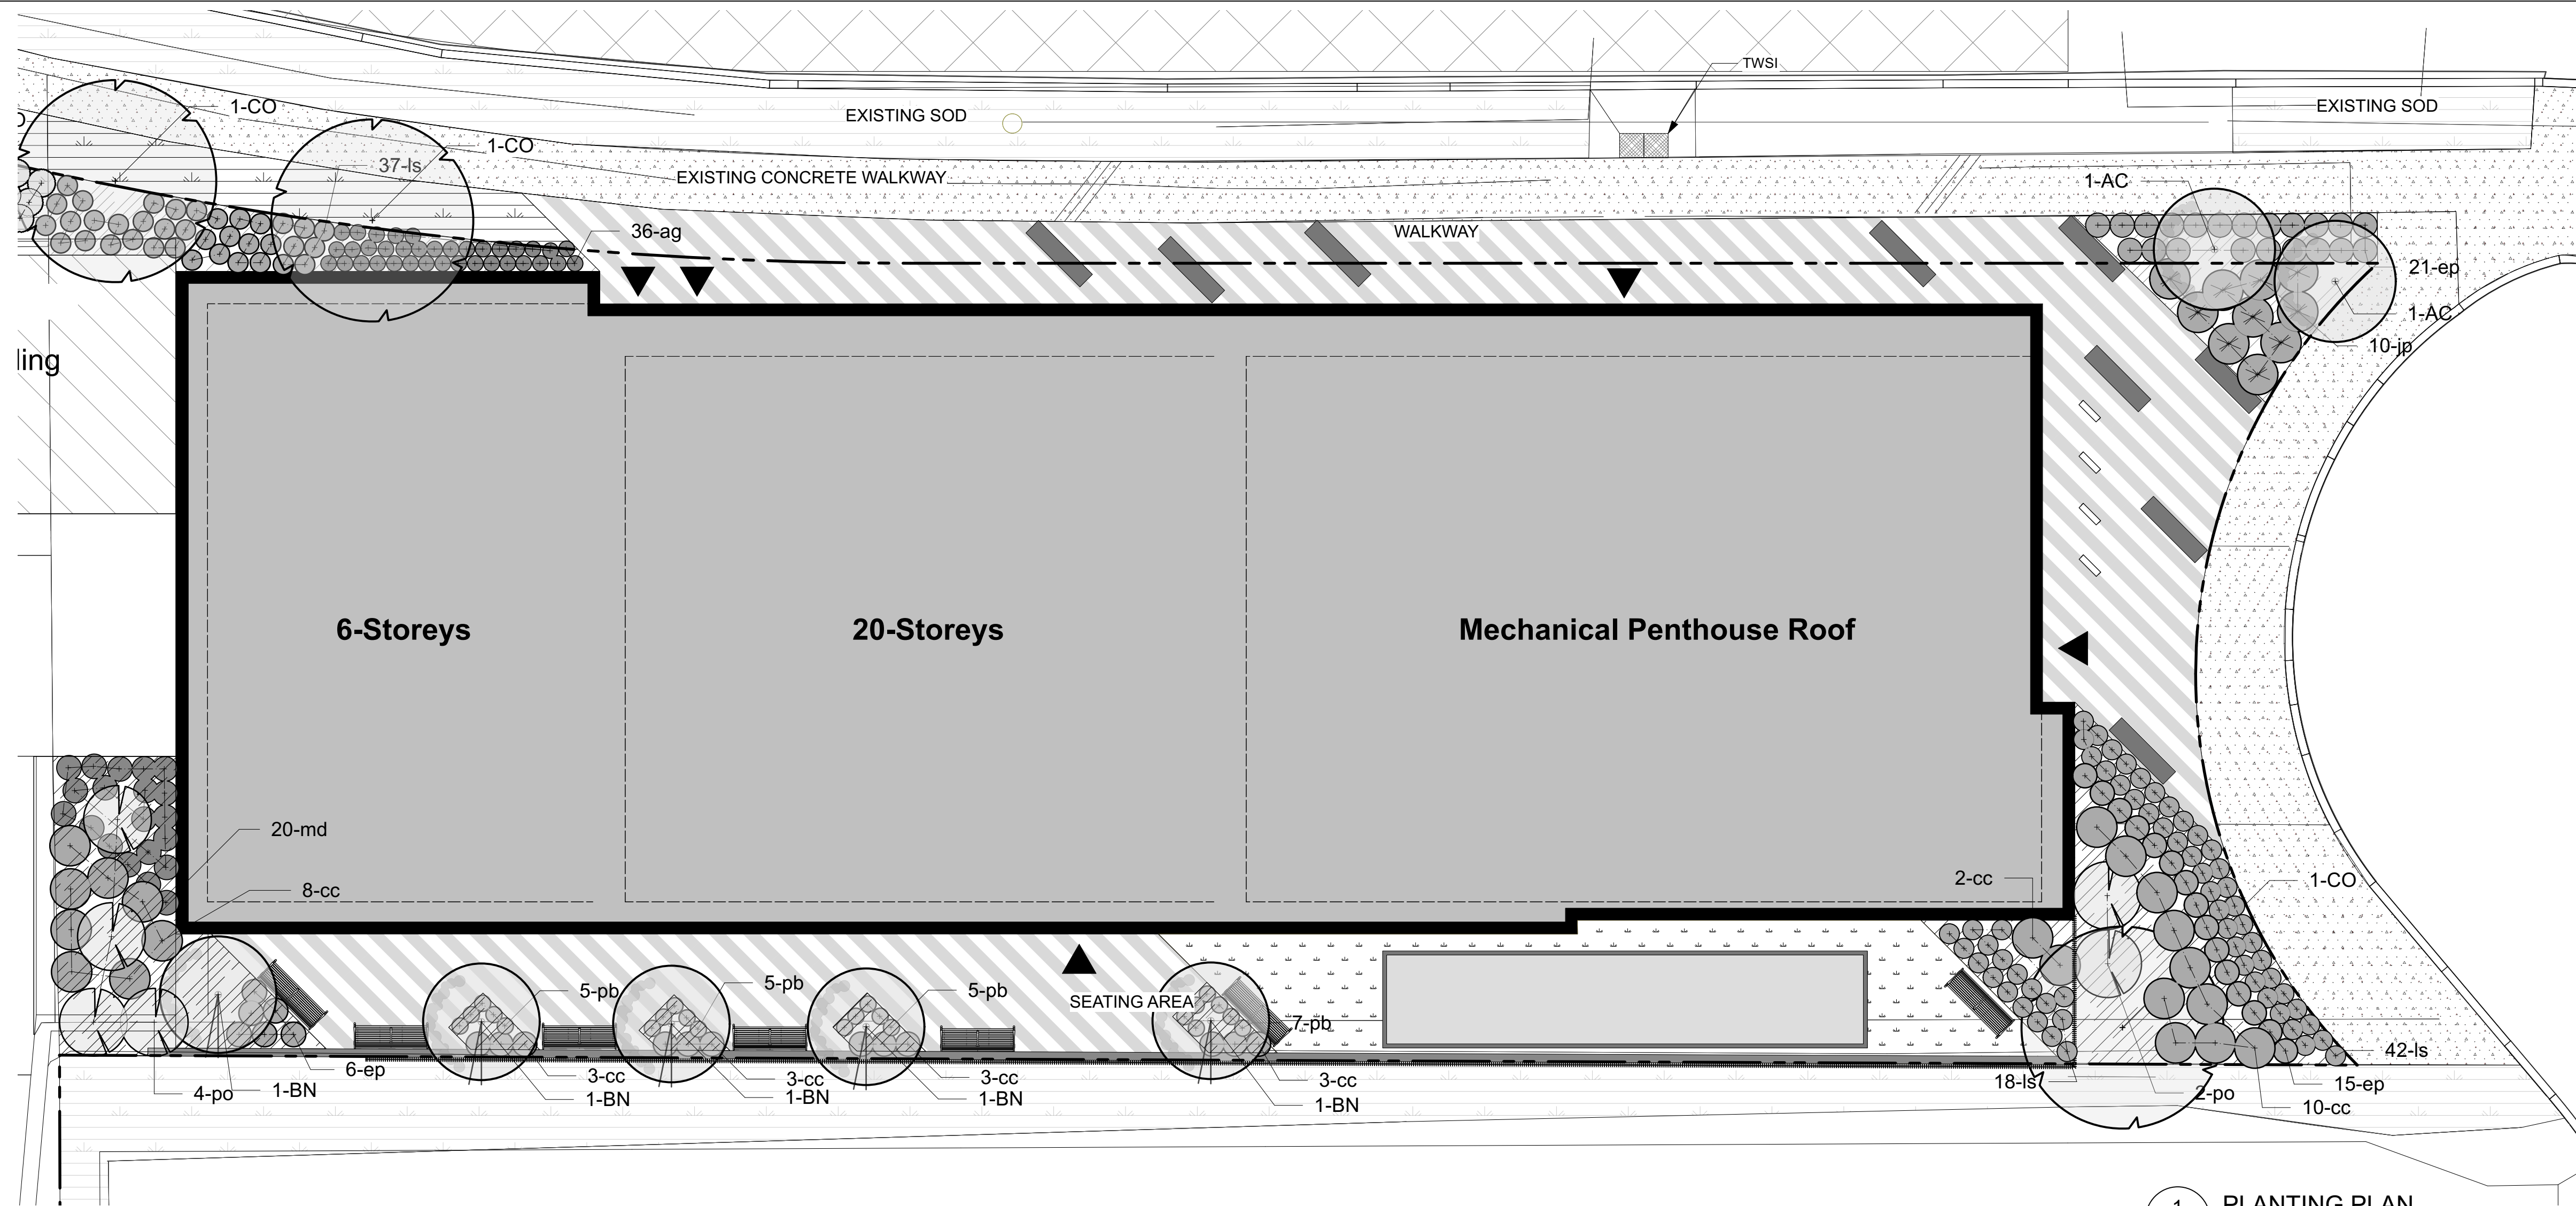 TWSI
1-CO
EXISTING SOD
EXISTING SOD
1-CO
37-ls
EXISTING CONCRETE WALKWAY
1-AC
36-ag
WALKWAY
21-ep
1-AC
10-jp
ling
6-Storeys
20-Storeys
Mechanical Penthouse Roof
20-md
8-cc
2-cc
1-CO
5-pb
5-pb
5-pb
SEATING AREA
7-pb
42-ls
6-ep
3-cc
3-cc
3-cc
3-cc
18-ls
15-ep
4-po
1-BN
1-BN
1-BN
1-BN
1-BN
2-po
10-cc
1
PLANTING PLAN